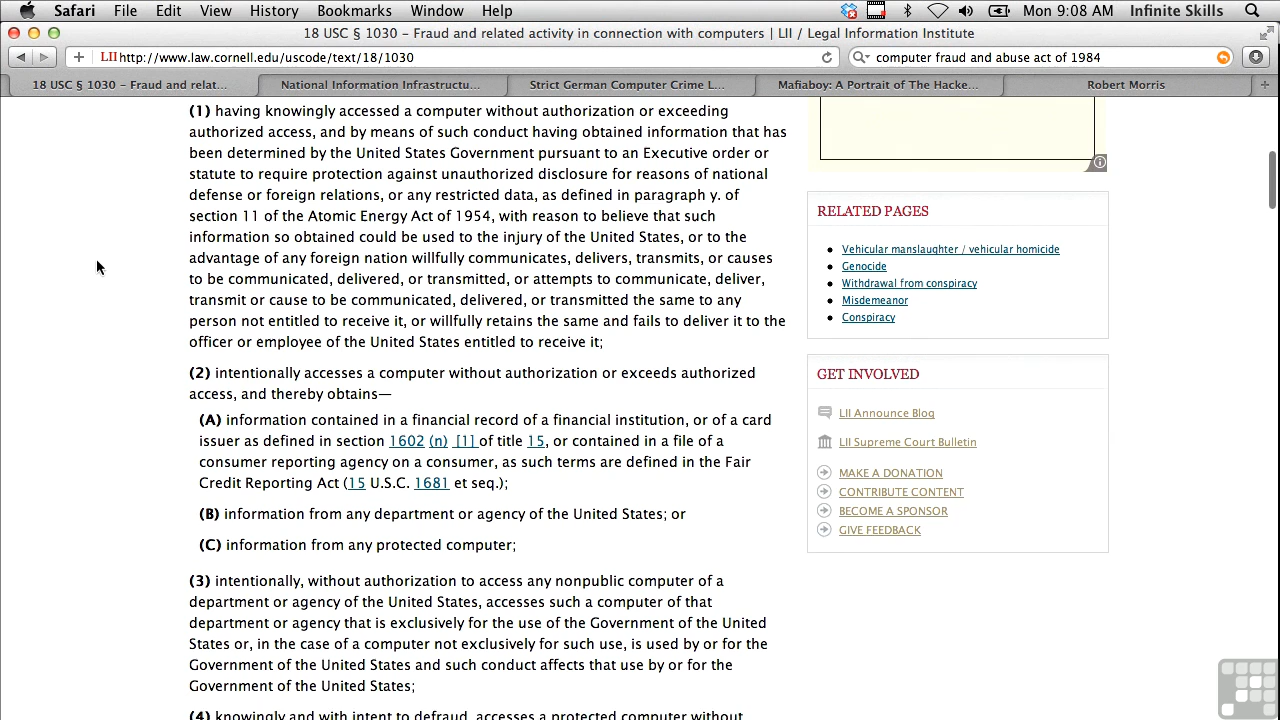 Safari File Edit View History Bookmarks Window Help Mon 9:08 AM Infinite Skills
18 USC § 1030 – Fraud and related activity in connection with computers | LII / Legal Information Institute
LII http://www.law.cornell.edu/uscode/text/18/1030 computer fraud and abuse act of 1984
18 USC § 1030 – Fraud and relat... National Information Infrastructu... Strict German Computer Crime L... Mafiaboy: A Portrait of The Hacke... Robert Morris
(1) having knowingly accessed a computer without authorization or exceeding
authorized access, and by means of such conduct having obtained information that has
been determined by the United States Government pursuant to an Executive order or
statute to require protection against unauthorized disclosure for reasons of national
defense or foreign relations, or any restricted data, as defined in paragraph y. of
section 11 of the Atomic Energy Act of 1954, with reason to believe that such
information so obtained could be used to the injury of the United States, or to the
advantage of any foreign nation willfully communicates, delivers, transmits, or causes
to be communicated, delivered, or transmitted, or attempts to communicate, deliver,
transmit or cause to be communicated, delivered, or transmitted the same to any
person not entitled to receive it, or willfully retains the same and fails to deliver it to the
officer or employee of the United States entitled to receive it;
(2) intentionally accesses a computer without authorization or exceeds authorized
access, and thereby obtains—
(A) information contained in a financial record of a financial institution, or of a card
issuer as defined in section 1602 (n) [1] of title 15, or contained in a file of a
consumer reporting agency on a consumer, as such terms are defined in the Fair
Credit Reporting Act (15 U.S.C. 1681 et seq.);
(B) information from any department or agency of the United States; or
(C) information from any protected computer;
(3) intentionally, without authorization to access any nonpublic computer of a
department or agency of the United States, accesses such a computer of that
department or agency that is exclusively for the use of the Government of the United
States or, in the case of a computer not exclusively for such use, is used by or for the
Government of the United States and such conduct affects that use by or for the
Government of the United States;
(4) knowingly and with intent to defraud, accesses a protected computer without
RELATED PAGES
Vehicular manslaughter / vehicular homicide
Genocide
Withdrawal from conspiracy
Misdemeanor
Conspiracy
GET INVOLVED
LII Announce Blog
LII Supreme Court Bulletin
MAKE A DONATION
CONTRIBUTE CONTENT
BECOME A SPONSOR
GIVE FEEDBACK